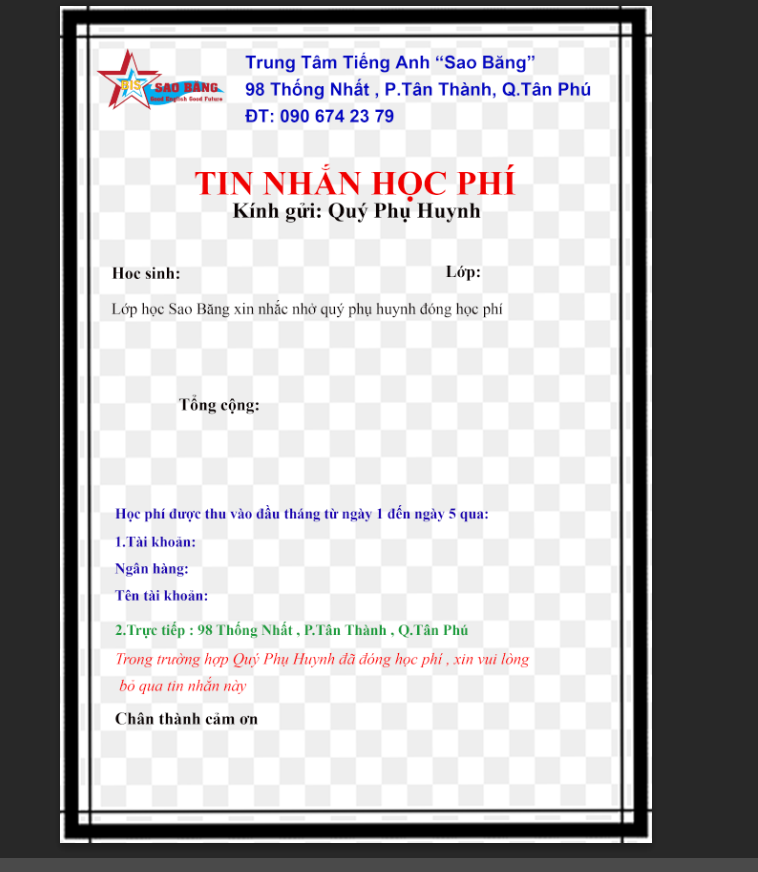 Trung Tâm Tiếng Anh “Sao Băng”
BIS SAO BANG
Good English Good Future
98 Thống Nhất , P.Tân Thành, Q.Tân Phú
ĐT: 090 674 23 79
TIN NHẮN HỌC PHÍ
Kính gửi: Quý Phụ Huynh
Hoc sinh: Lớp:
Lớp học Sao Băng xin nhắc nhở quý phụ huynh đóng học phí
Tổng cộng:
Học phí được thu vào đầu tháng từ ngày 1 đến ngày 5 qua:
1.Tài khoản:
Ngân hàng:
Tên tài khoản:
2.Trực tiếp : 98 Thống Nhất , P.Tân Thành , Q.Tân Phú
Trong trường hợp Quý Phụ Huynh đã đóng học phí , xin vui lòng
bỏ qua tin nhắn này
Chân thành cảm ơn